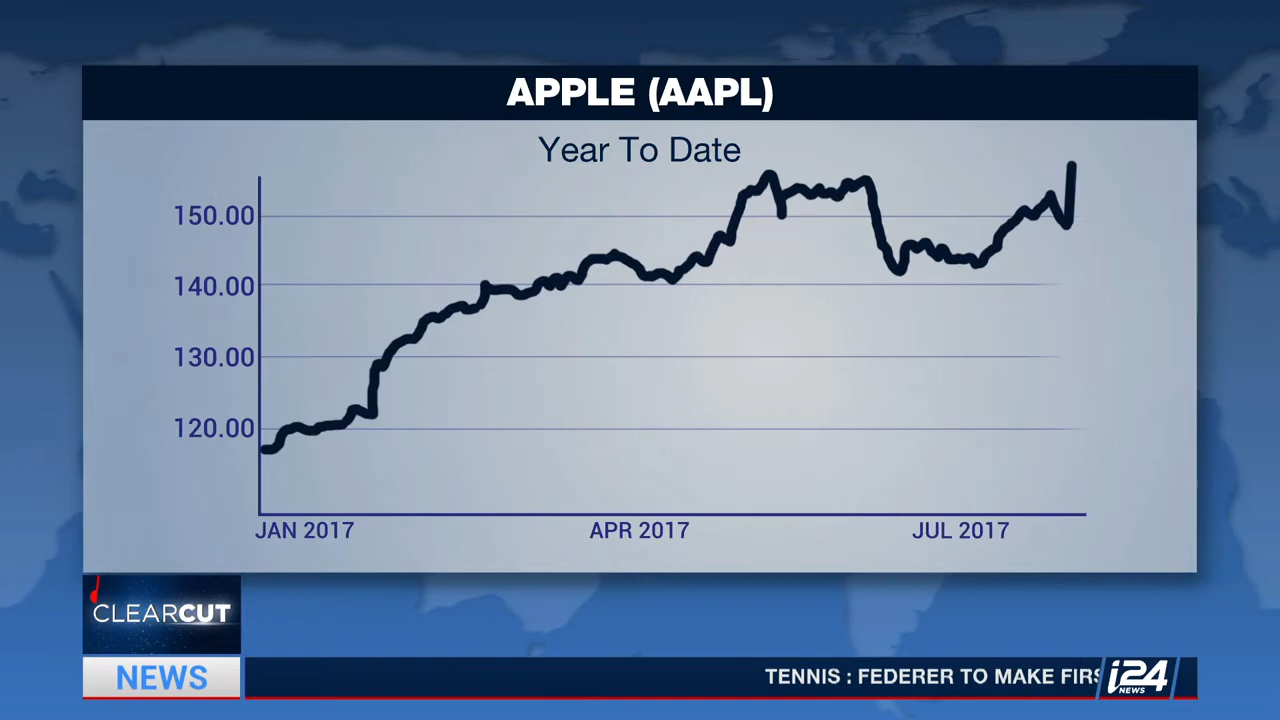 APPLE (AAPL)
Year To Date
150.00
140.00
130.00
120.00
JAN 2017
APR 2017
JUL 2017
CLEARCUT
NEWS
TENNIS : FEDERER TO MAKE FIRS
i24
NEWS